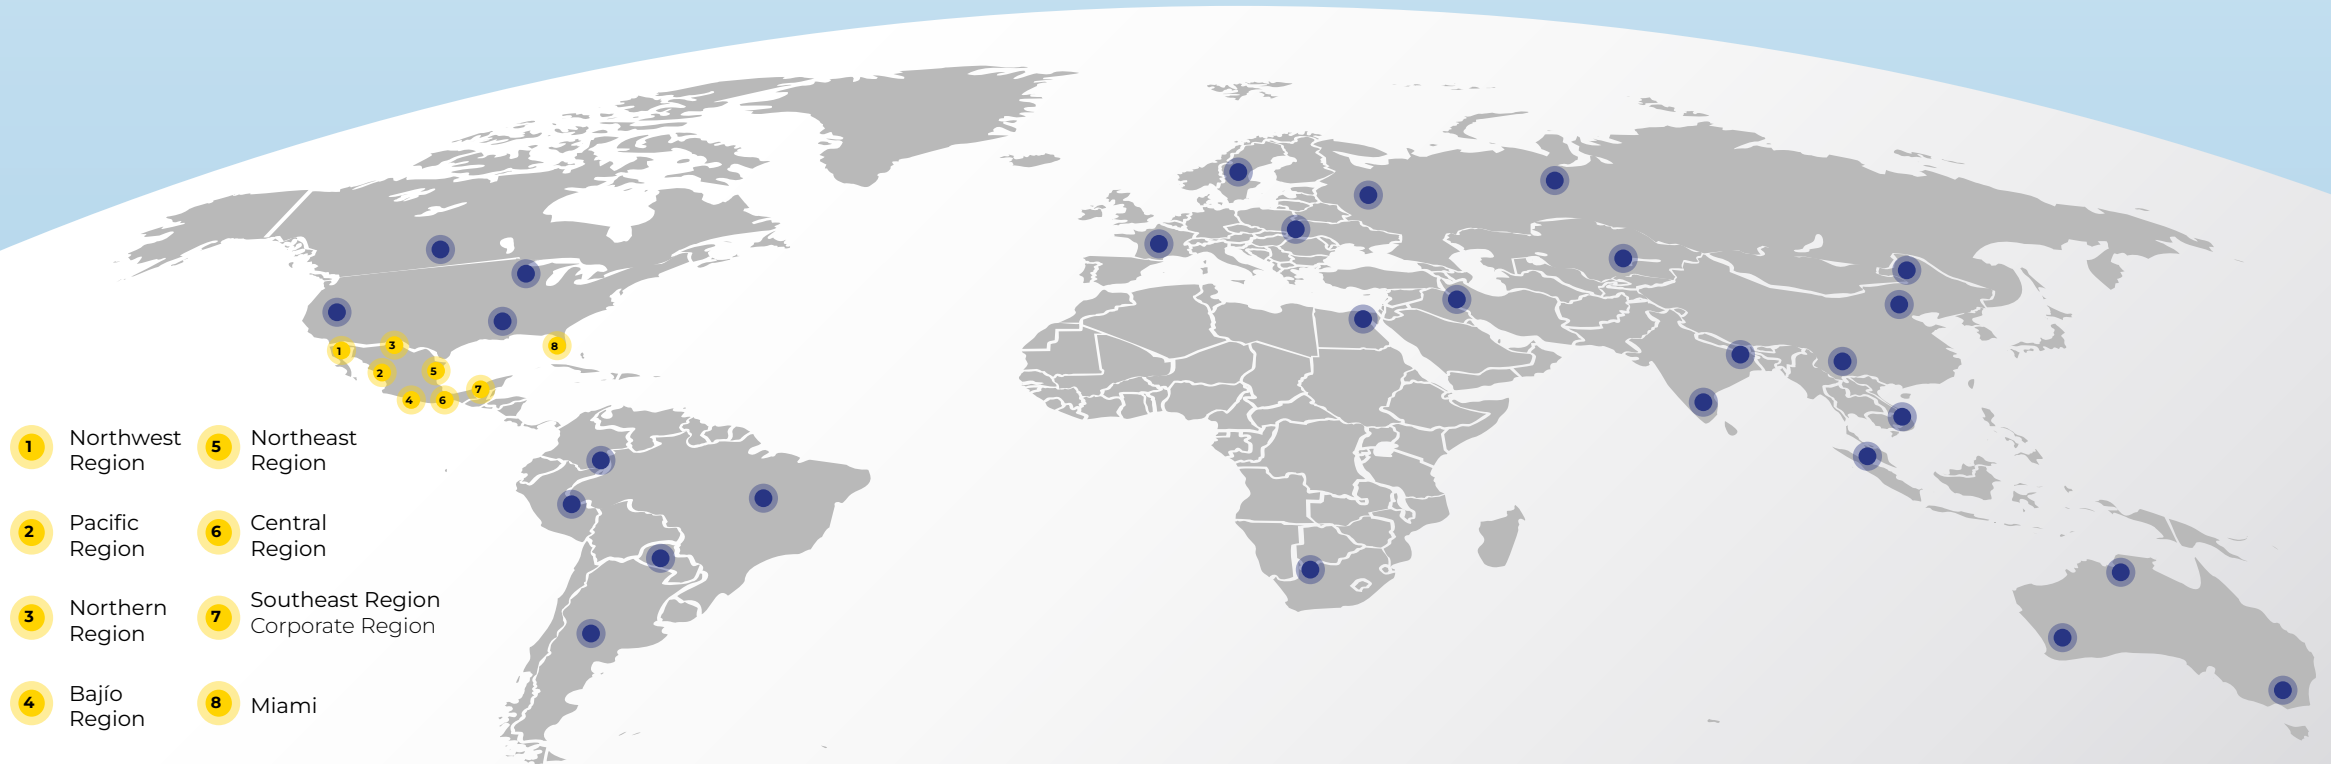 1
3
8
2
5
7
4
6
1
Northwest
Region
2
Pacific
Region
3
Northern
Region
4
Bajío
Region
5
Northeast
Region
6
Central
Region
7
Southeast Region
Corporate Region
8
Miami